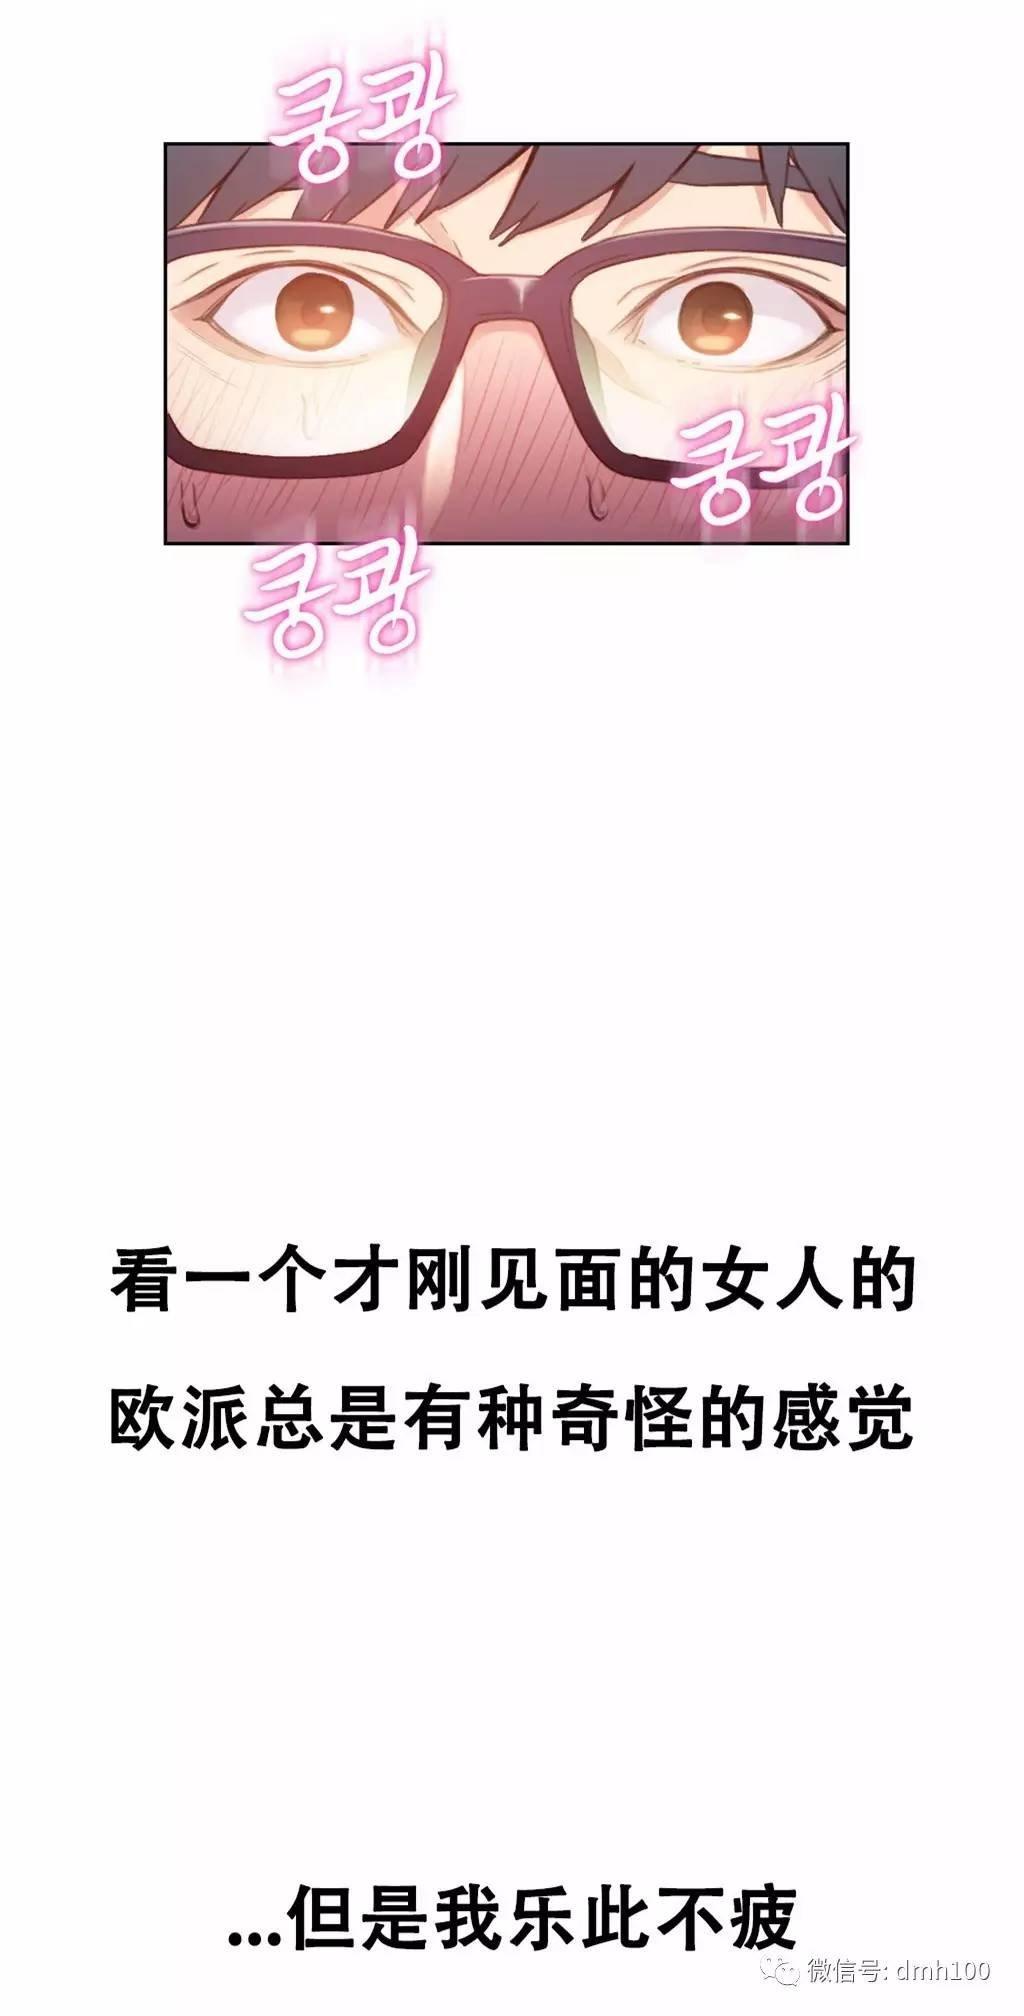 쿵쾅
쿵쾅
쿵쾅
看一个才刚见面的女人的
欧派总是有种奇怪的感觉
...但是我乐此不疲
微信号: dmh100